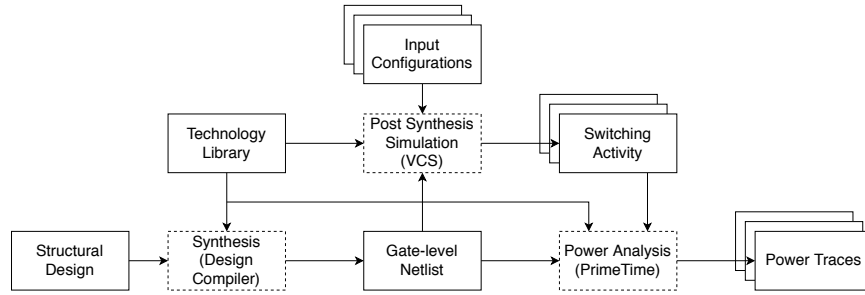 Input
Configurations
Technology
Library
Post Synthesis
Simulation
(VCS)
Switching
Activity
Structural
Design
Synthesis
(Design
Compiler)
Gate-level
Netlist
Power Analysis
(PrimeTime)
Power Traces